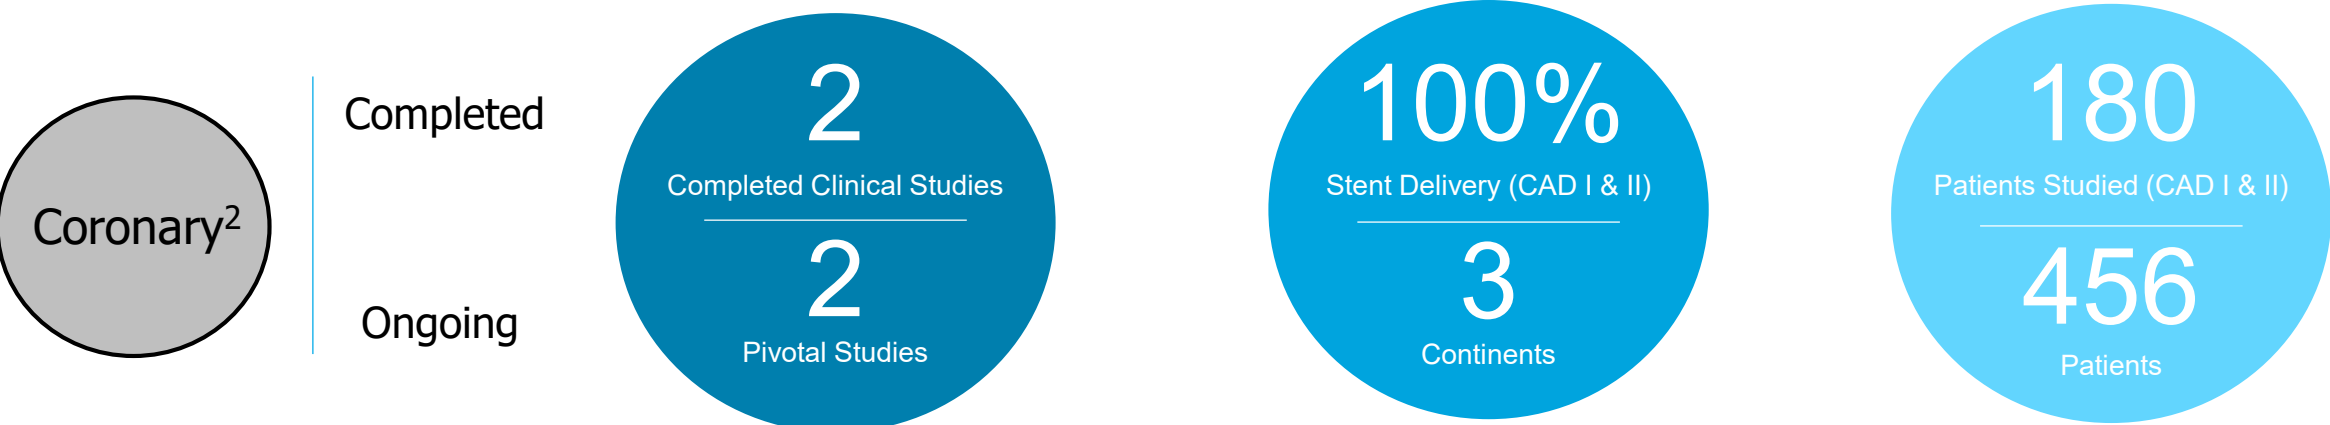 Coronary²
Completed
Ongoing
2
Completed Clinical Studies
2
Pivotal Studies
100%
Stent Delivery (CAD I & II)
3
Continents
180
Patients Studied (CAD I & II)
456
Patients